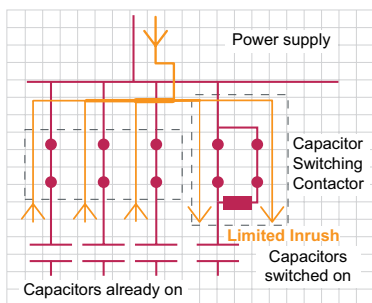 Power supply
Capacitor
Switching
Contactor
Limited Inrush
Capacitors
switched on
Capacitors already on